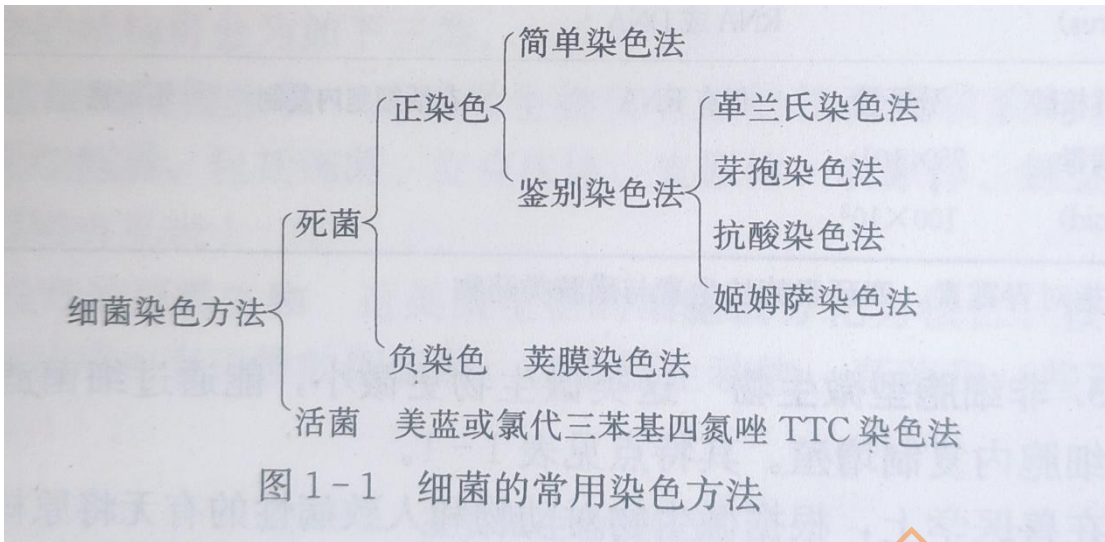 简单染色法
正染色
革兰氏染色法
芽孢染色法
鉴别染色法
抗酸染色法
死菌
姬姆萨染色法
细菌染色方法
负染色 荚膜染色法
活菌 美蓝或氯代三苯基四氮唑 TTC 染色法
图 1-1 细菌的常用染色方法